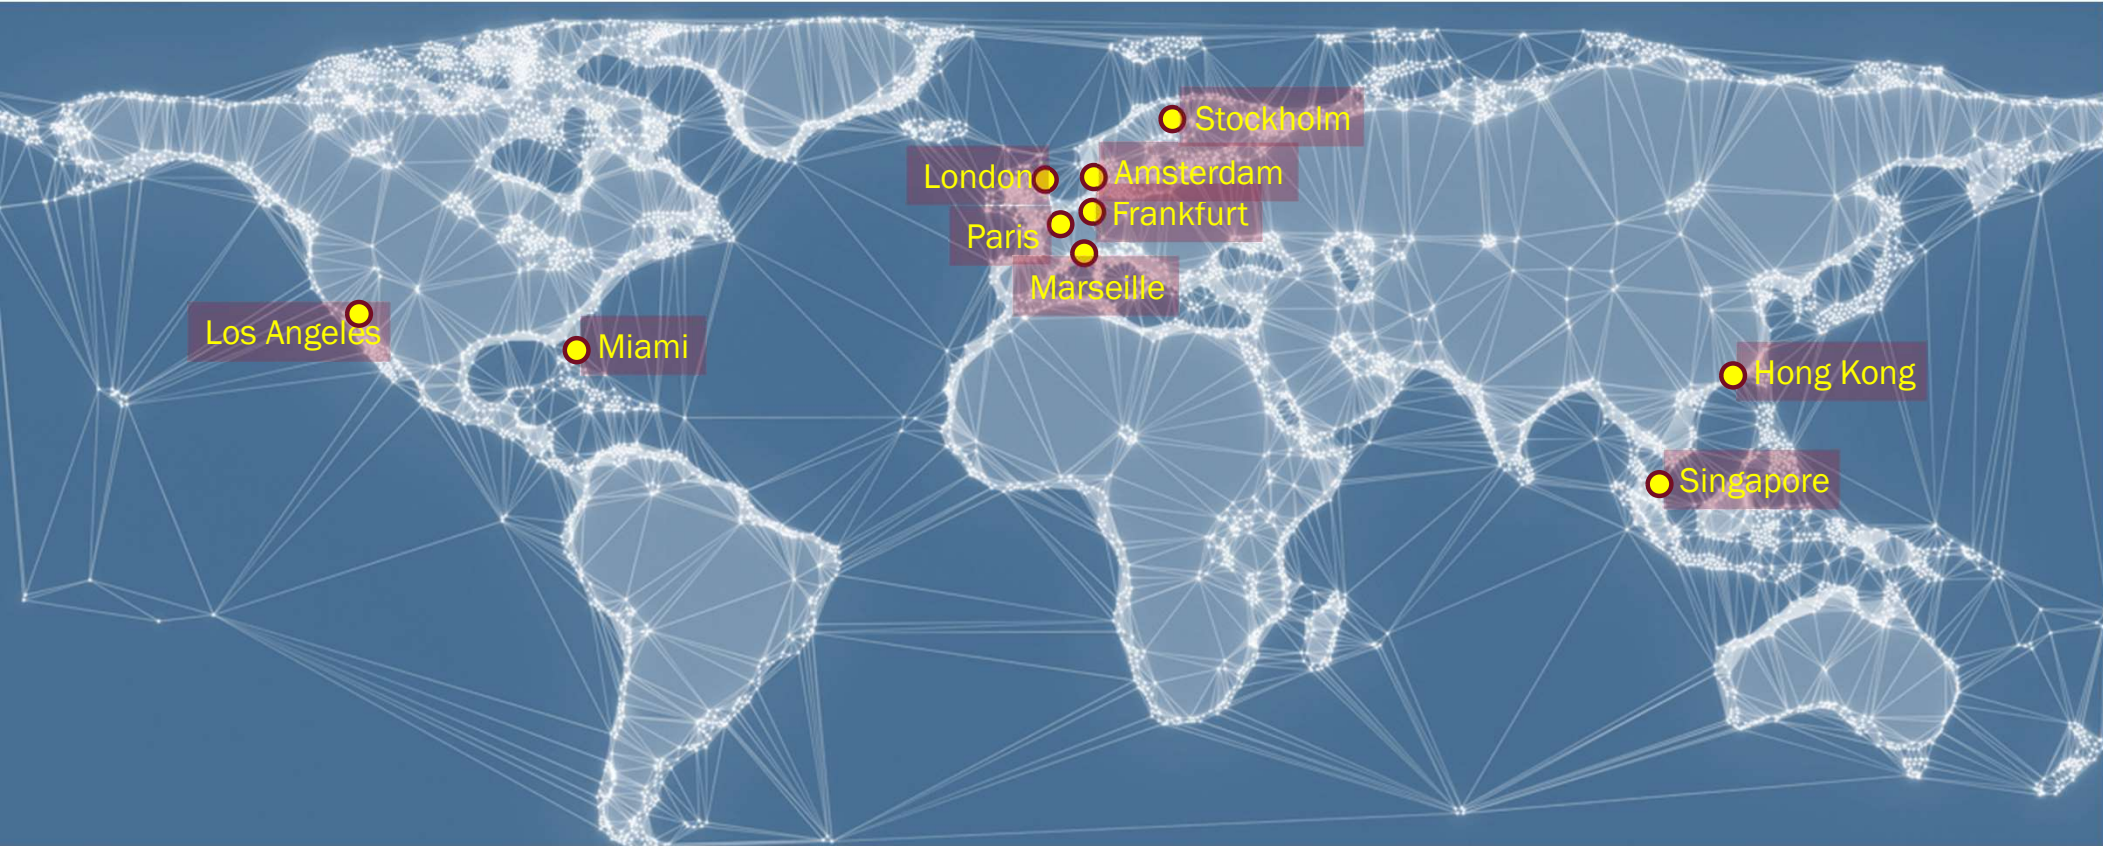 Stockholm
London
Amsterdam
Frankfurt
Paris
Marseille
Los Angeles
Miami
Hong Kong
Singapore